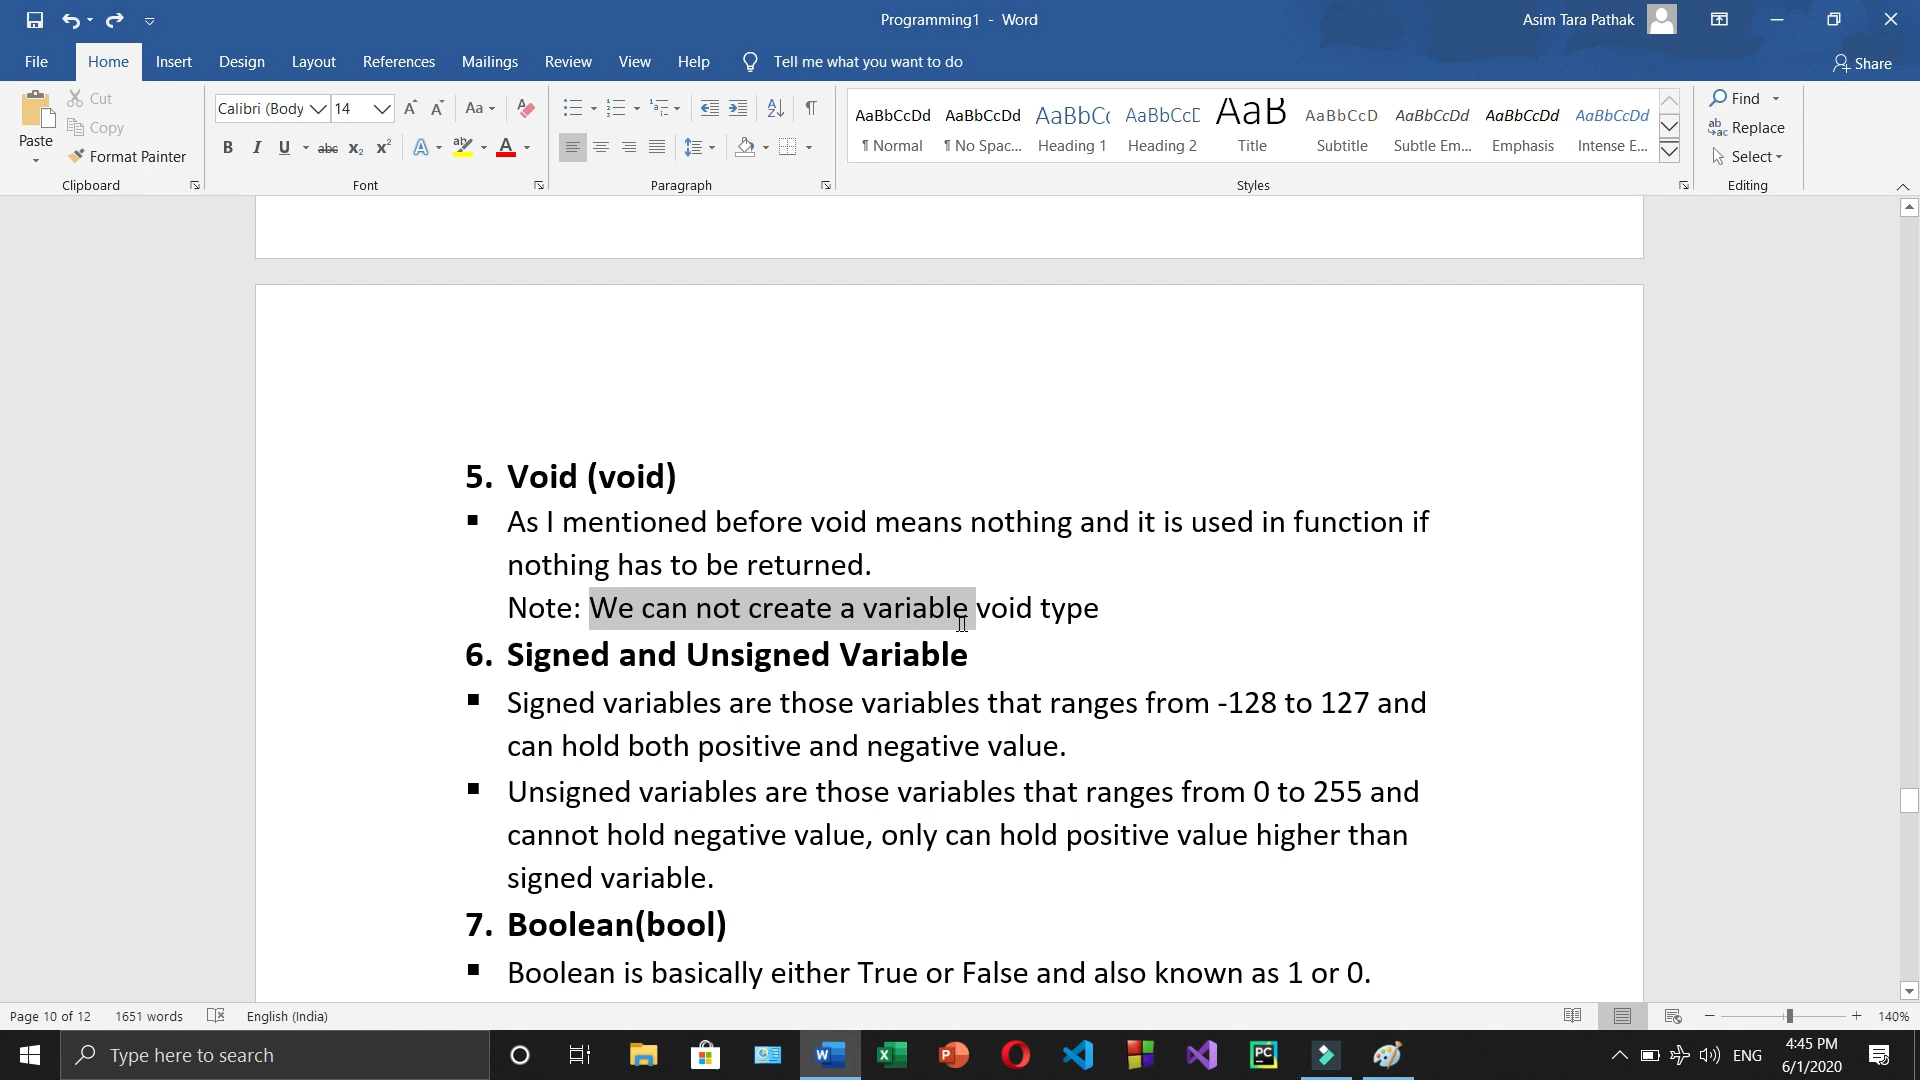 Programming1 - Word
Asim Tara Pathak
File Home Insert Design Layout References Mailings Review View Help Tell me what you want to do
Share
Paste
Cut
Copy
Format Painter
Clipboard
Calibri (Body 14
Font
Paragraph
AaBbCcDd AaBbCcDd AaBbCc AaBbCcE AaB AaBbCcD AaBbCcDd AaBbCcDd AaBbCcDd
¶ Normal ¶ No Spac... Heading 1 Heading 2 Title Subtitle Subtle Em... Emphasis Intense E...
Styles
Find
Replace
Select
Editing
5. Void (void)
▪ As I mentioned before void means nothing and it is used in function if
nothing has to be returned.
Note: We can not create a variable void type
6. Signed and Unsigned Variable
▪ Signed variables are those variables that ranges from -128 to 127 and
can hold both positive and negative value.
▪ Unsigned variables are those variables that ranges from 0 to 255 and
cannot hold negative value, only can hold positive value higher than
signed variable.
7. Boolean(bool)
▪ Boolean is basically either True or False and also known as 1 or 0.
Page 10 of 12 1651 words English (India) 140%
Type here to search
ENG
4:45 PM
6/1/2020